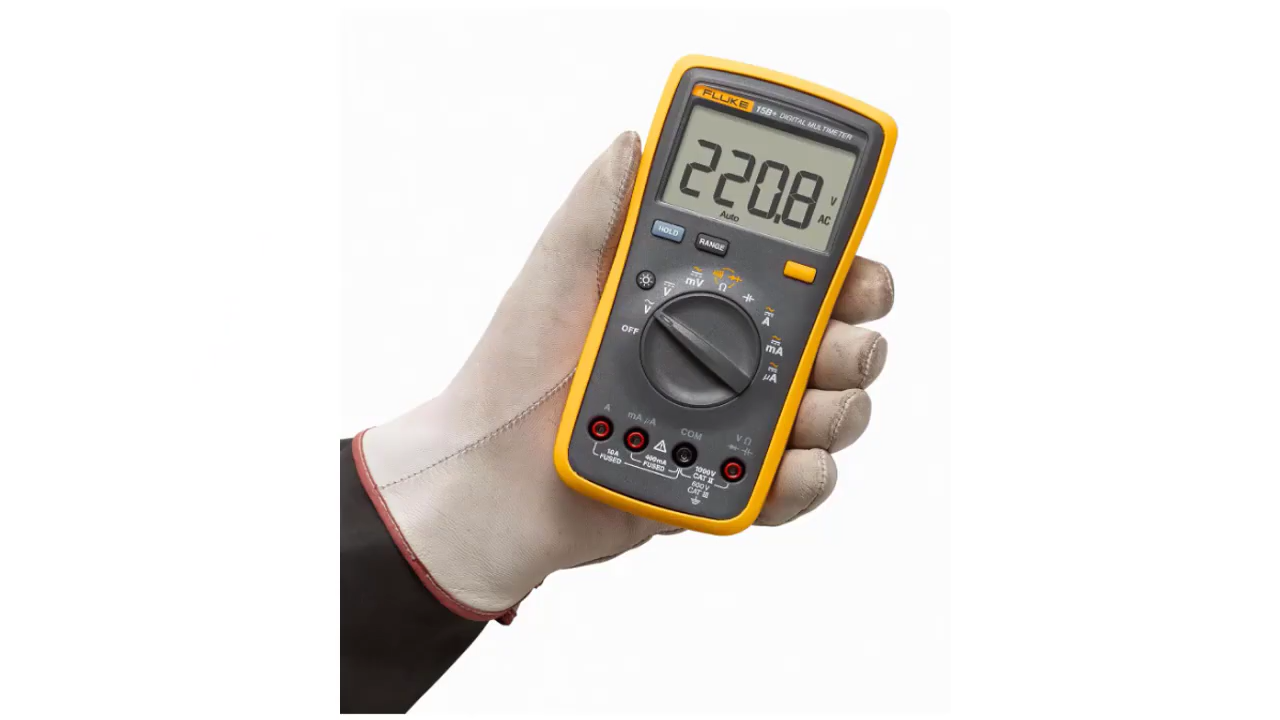 FLUKE 15B+ DIGITAL MULTIMETER
220.8 V AC
Auto
HOLD
RANGE
mV
Ω
V
V
OFF
A
mA
μA
A
mA μA
COM
V Ω
10A
FUSED
400mA
FUSED
1000V
CAT II
600V
CAT III